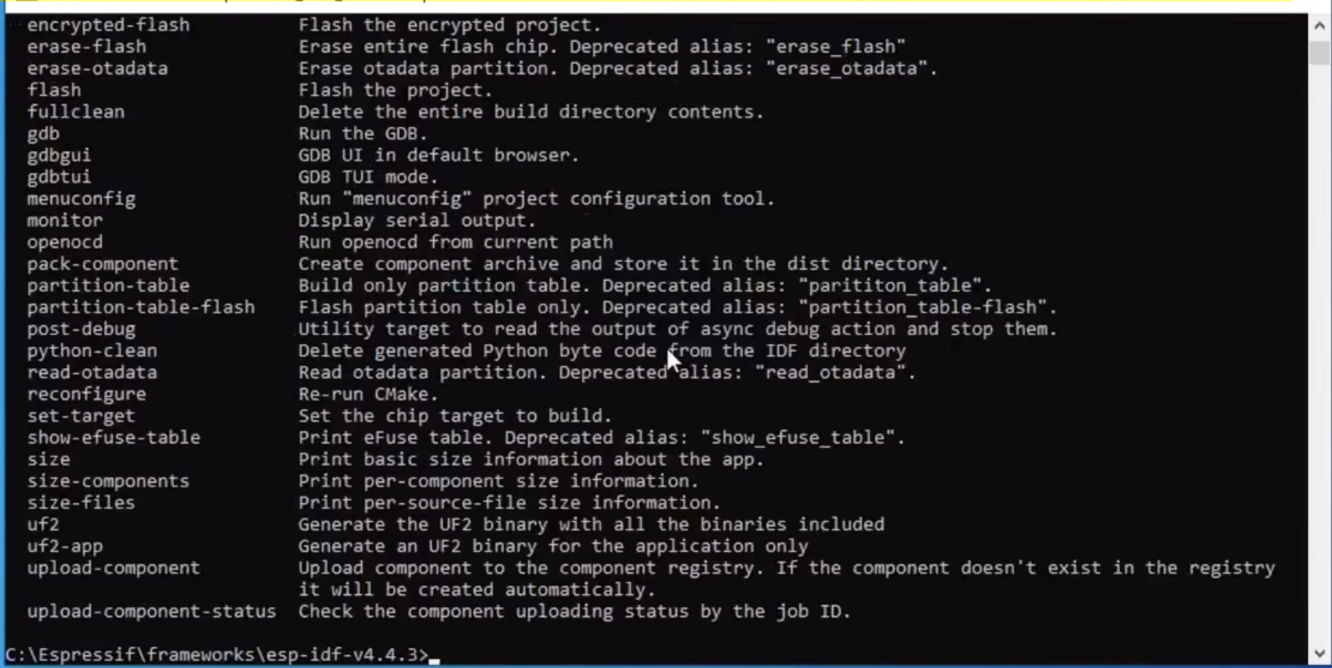 encrypted-flash Flash the encrypted project.
erase-flash Erase entire flash chip. Deprecated alias: "erase_flash"
erase-otadata Erase otadata partition. Deprecated alias: "erase_otadata".
flash Flash the project.
fullclean Delete the entire build directory contents.
gdb Run the GDB.
gdbgui GDB UI in default browser.
gdbtui GDB TUI mode.
menuconfig Run "menuconfig" project configuration tool.
monitor Display serial output.
openocd Run openocd from current path
pack-component Create component archive and store it in the dist directory.
partition-table Build only partition table. Deprecated alias: "parititon_table".
partition-table-flash Flash partition table only. Deprecated alias: "partition_table-flash".
post-debug Utility target to read the output of async debug action and stop them.
python-clean Delete generated Python byte code from the IDF directory
read-otadata Read otadata partition. Deprecated alias: "read_otadata".
reconfigure Re-run CMake.
set-target Set the chip target to build.
show-efuse-table Print eFuse table. Deprecated alias: "show_efuse_table".
size Print basic size information about the app.
size-components Print per-component size information.
size-files Print per-source-file size information.
uf2 Generate the UF2 binary with all the binaries included
uf2-app Generate an UF2 binary for the application only
upload-component Upload component to the component registry. If the component doesn't exist in the registry
it will be created automatically.
upload-component-status Check the component uploading status by the job ID.
C:\Espressif\frameworks\esp-idf-v4.4.3>